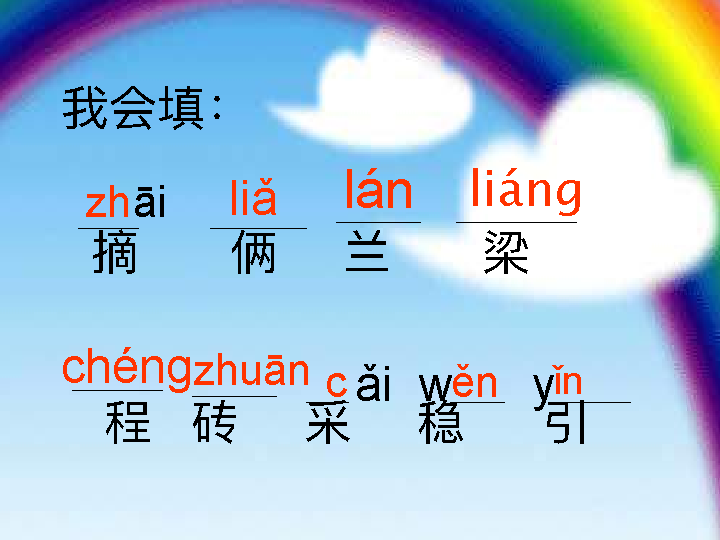 我会填：
zhāi liǎ lán liáng
摘 俩 兰 梁
chéng zhuān cǎi wěn yǐn
程 砖 采 稳 引